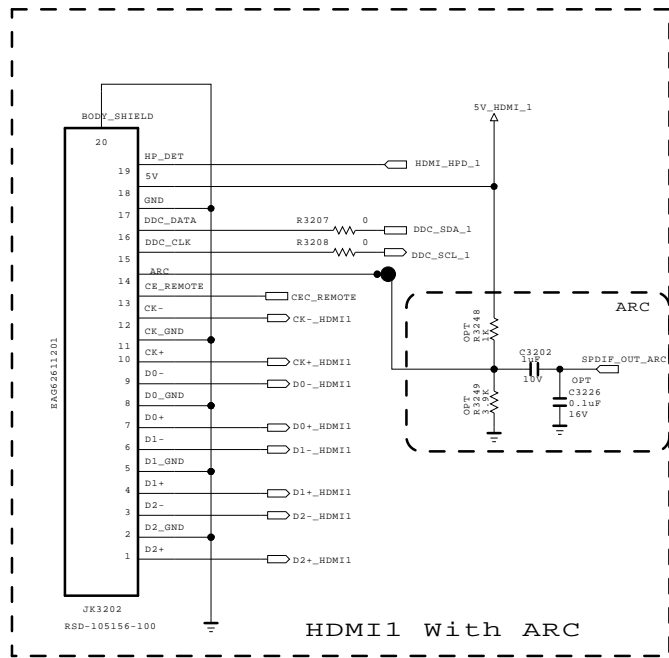 5V_HDMI_1
BODY_SHIELD
20
HP_DET
19
HDMI_HPD_1
5V
18
GND
17
DDC_DATA
R3207
0
DDC_SDA_1
16
DDC_CLK
R3208
0
DDC_SCL_1
15
ARC
14
CE_REMOTE
13
CEC_REMOTE
CK-
12
CK-_HDMI1
CK_GND
11
CK+
10
CK+_HDMI1
D0-
9
D0-_HDMI1
D0_GND
8
D0+
7
D0+_HDMI1
D1-
6
D1-_HDMI1
D1_GND
5
D1+
4
D1+_HDMI1
D2-
3
D2-_HDMI1
D2_GND
2
D2+
1
D2+_HDMI1
EAG62611201
JK3202
RSD-105156-100
ARC
OPT
R3248
1K
C3202
1uF
10V
SPDIF_OUT_ARC
OPT
R3249
3.9K
OPT
C3226
0.1uF
16V
HDMI1 With ARC